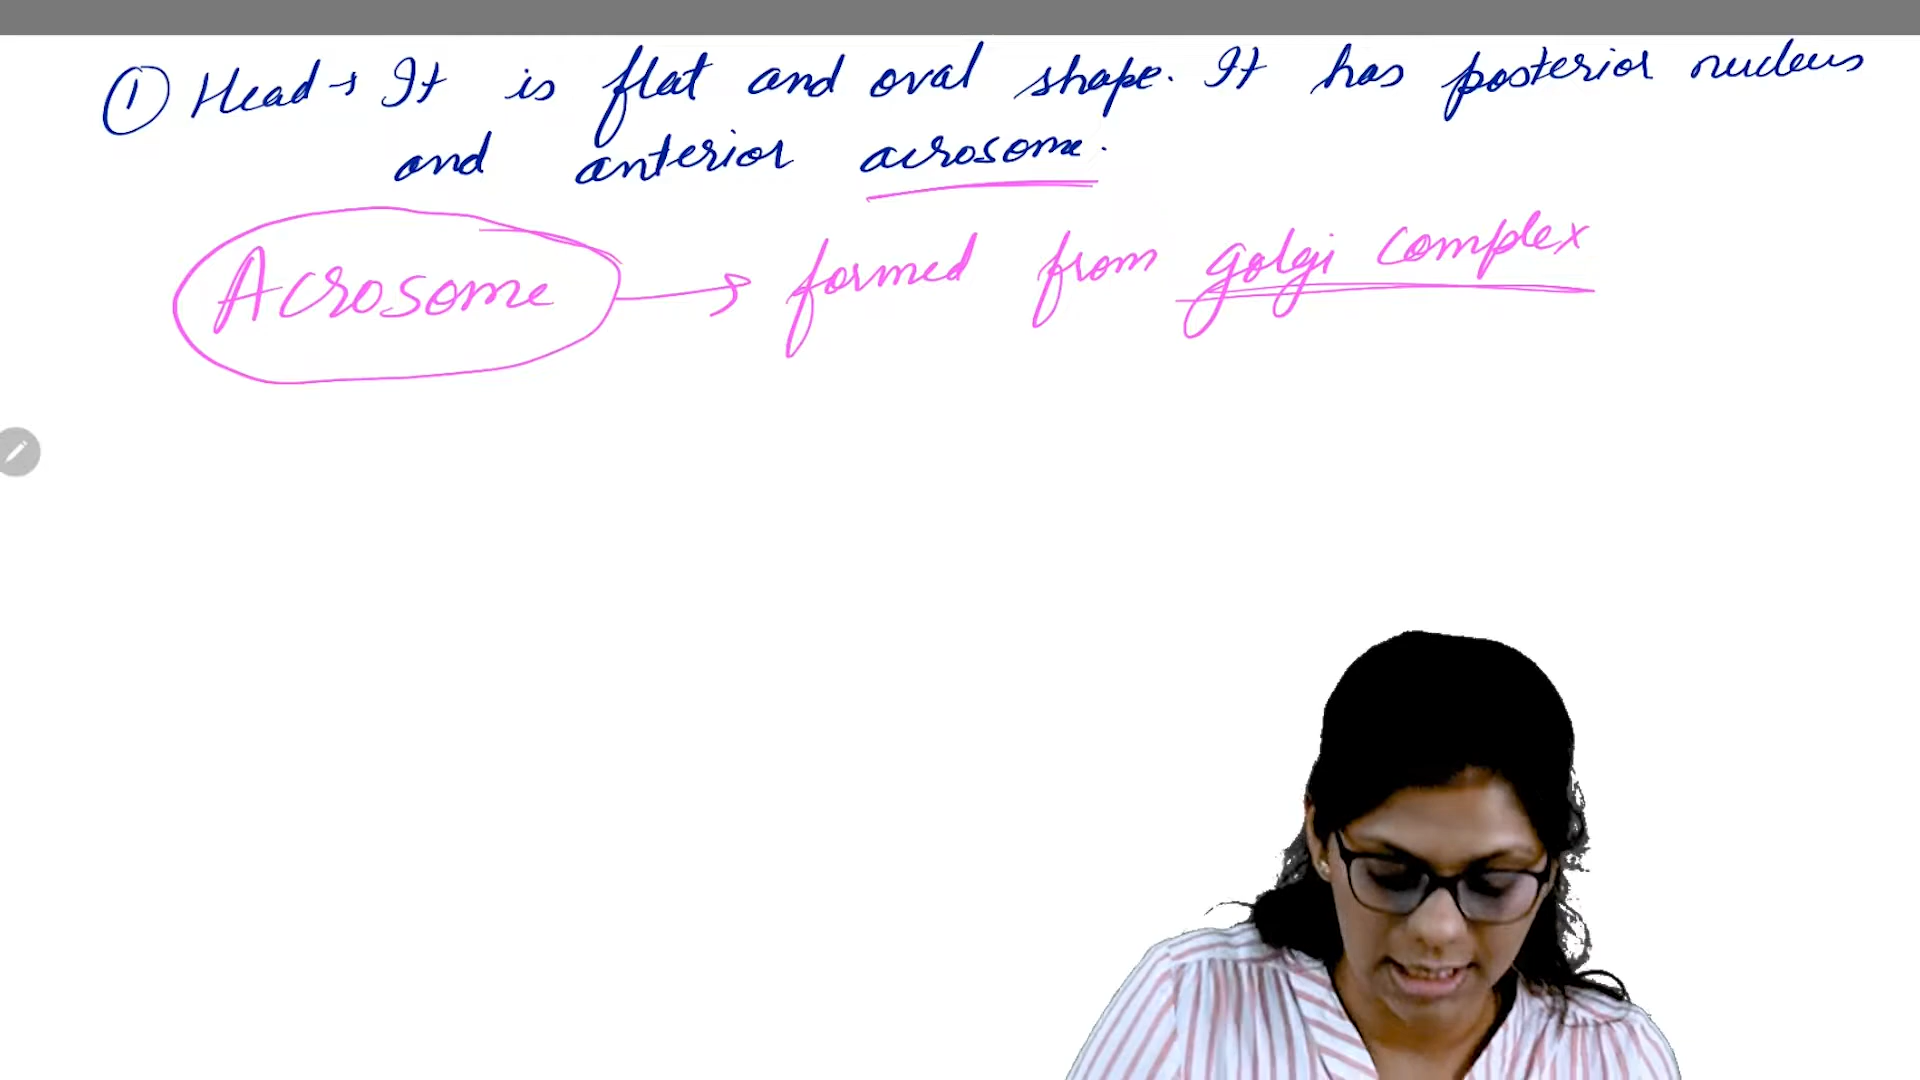 ① Head → It is flat and oval shape. It has posterior nucleus
and anterior acrosome.
Acrosome → formed from golgi complex